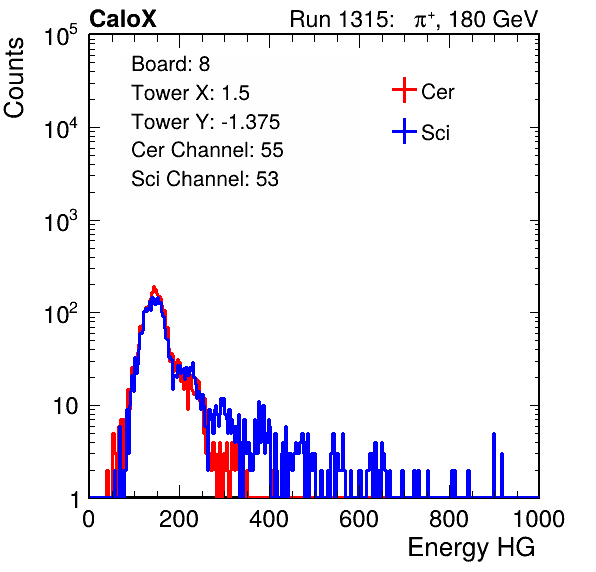 CaloX Run 1315: π⁺, 180 GeV
Counts
10⁵
10⁴
10³
10²
10
1
Board: 8
Tower X: 1.5
Tower Y: -1.375
Cer Channel: 55
Sci Channel: 53
Cer
Sci
0 200 400 600 800 1000
Energy HG